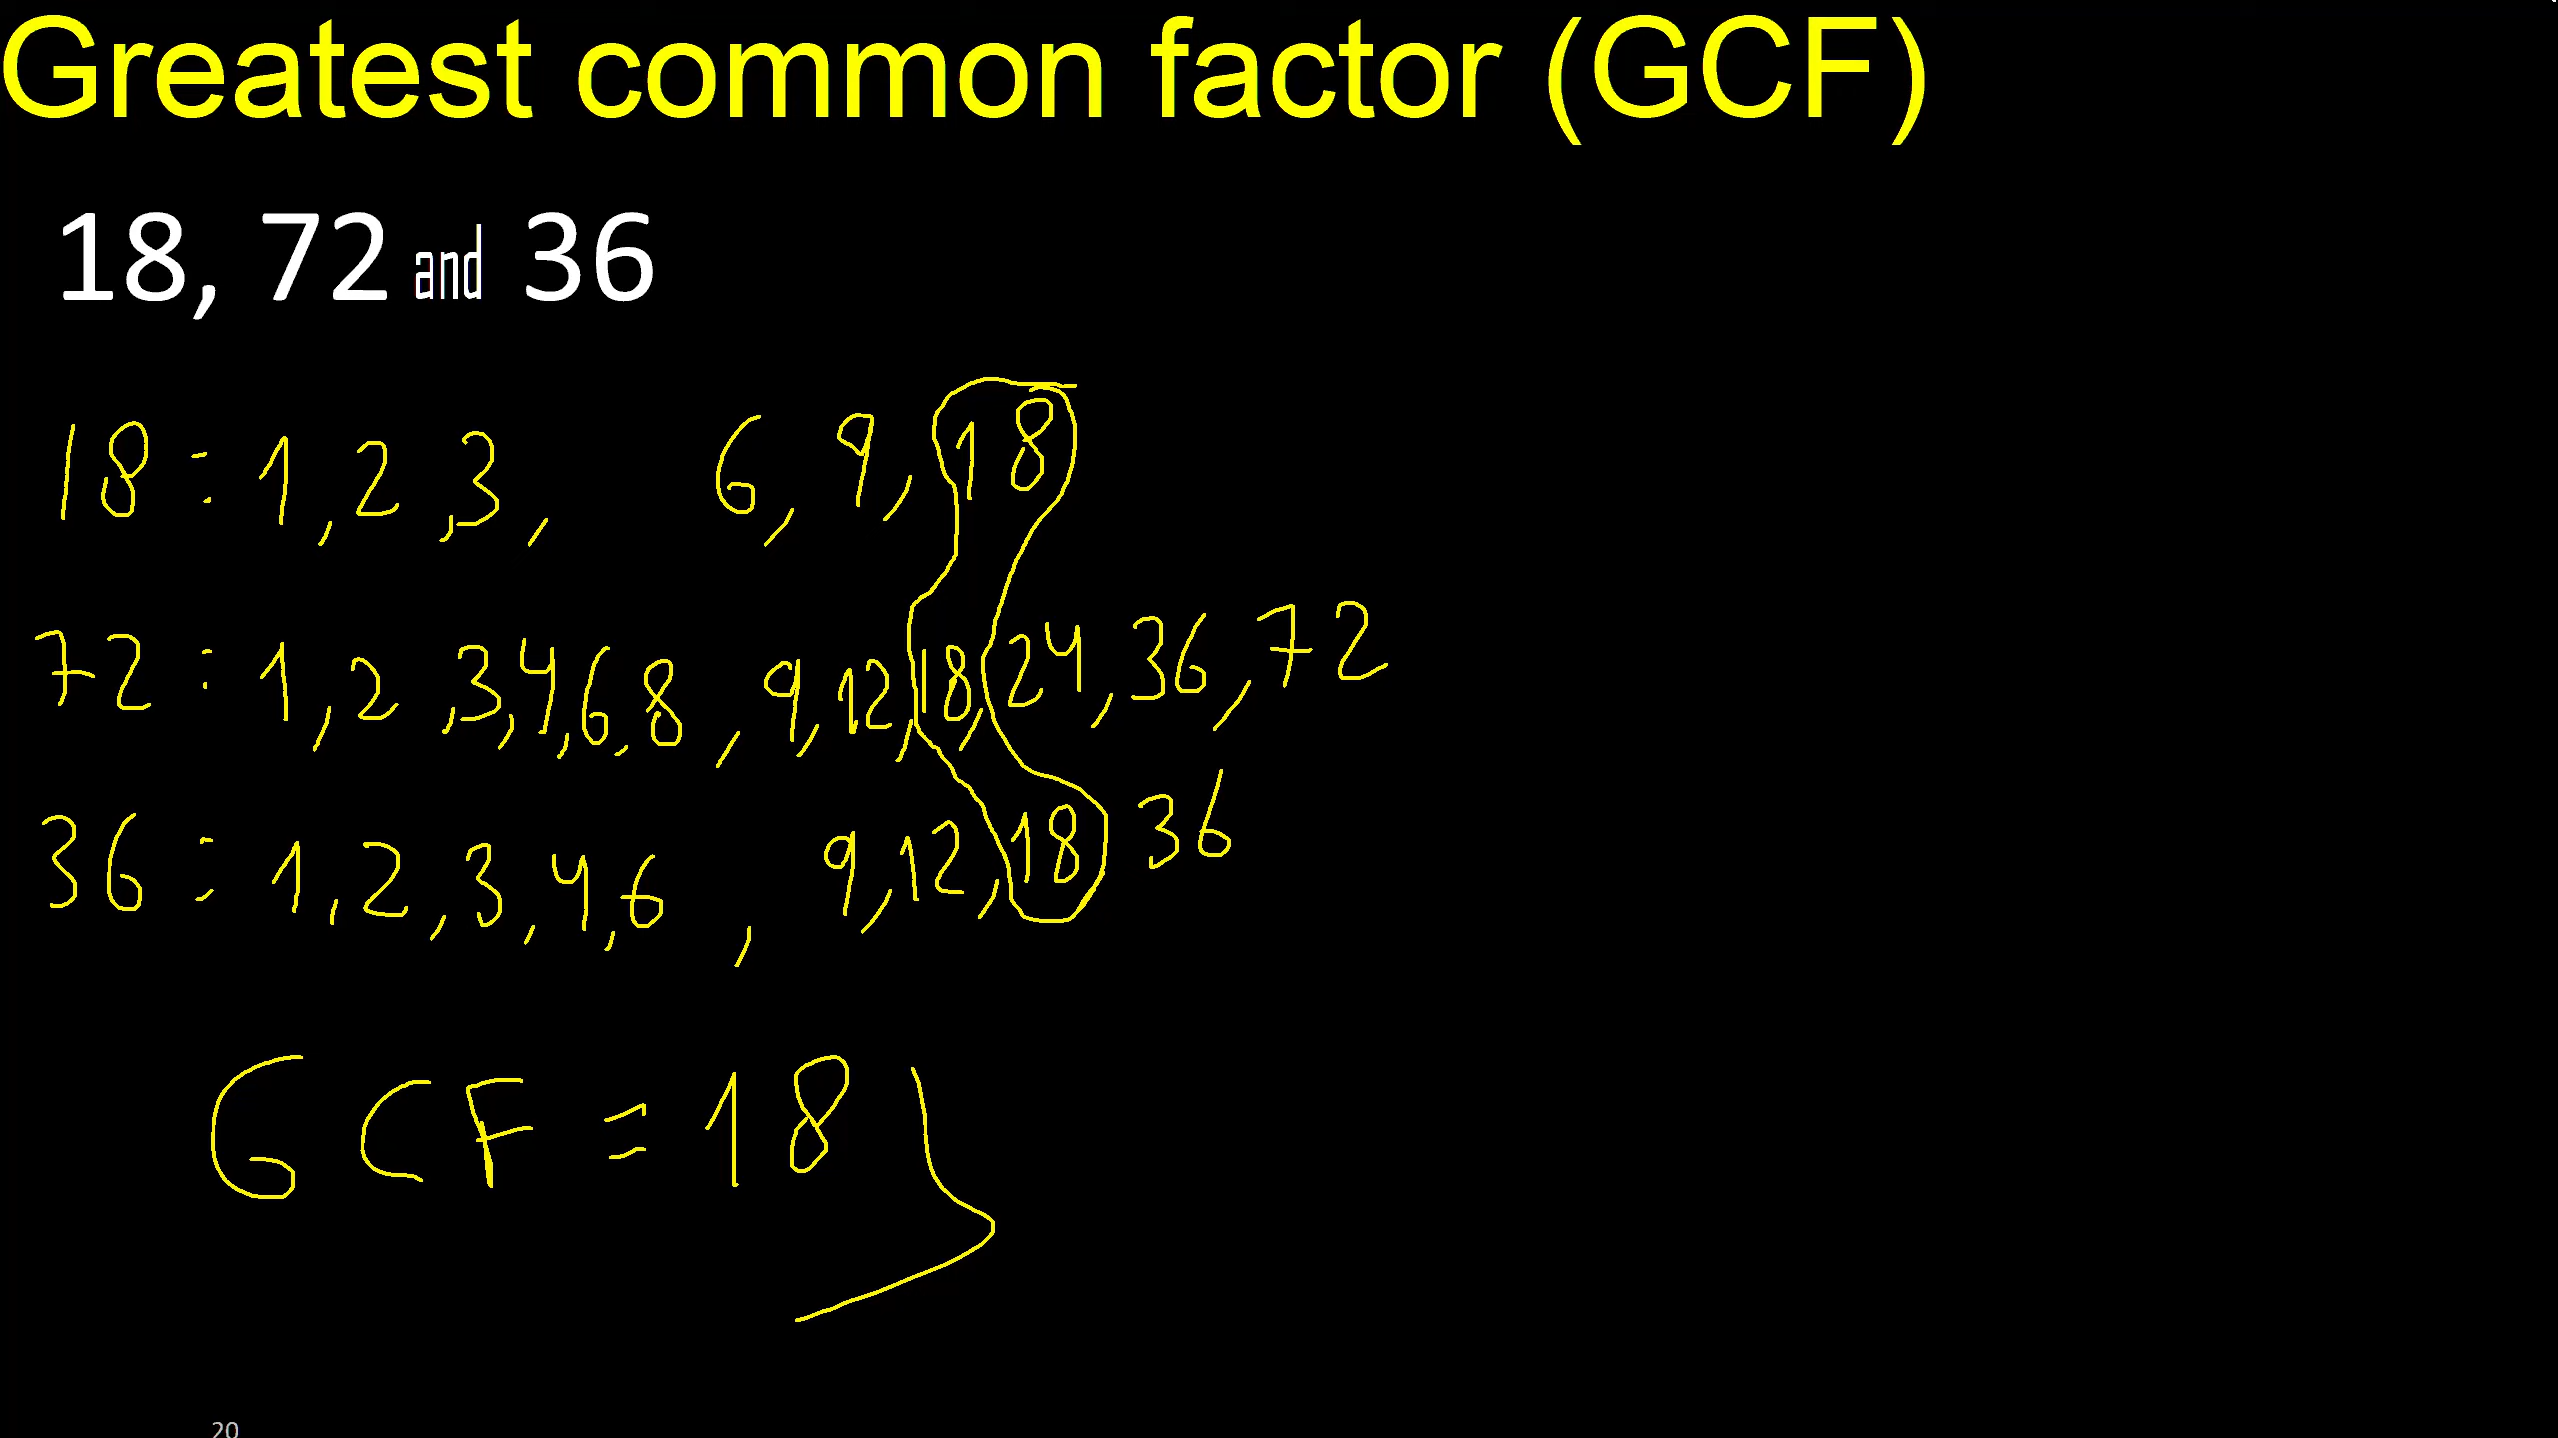 Greatest common factor (GCF)
18, 72 and 36
18 : 1, 2, 3, 6, 9, 18
72 : 1, 2, 3, 4, 6, 8, 9, 12, 18, 24, 36, 72
36 : 1, 2, 3, 4, 6, 9, 12, 18 36
GCF = 18
20